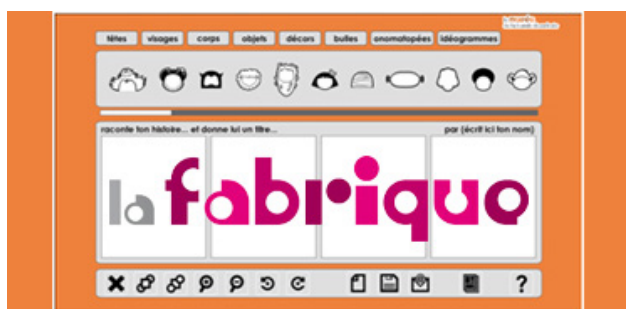 têtes visages corps objets décors bulles onomatopées idéogrammes
raconte ton histoire... et donne lui un titre... par (écrit ici ton nom)
la fabrique
?